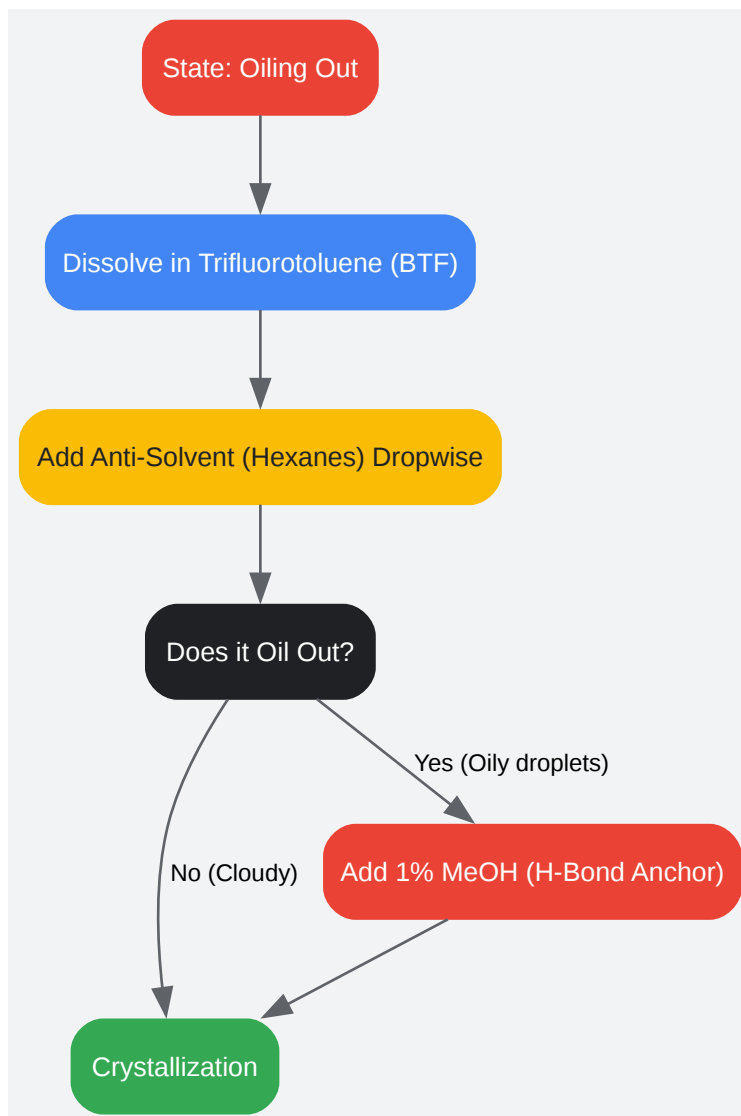 State: Oiling Out
Dissolve in Trifluorotoluene (BTF)
Add Anti-Solvent (Hexanes) Dropwise
Does it Oil Out?
Yes (Oily droplets)
No (Cloudy)
Add 1% MeOH (H-Bond Anchor)
Crystallization